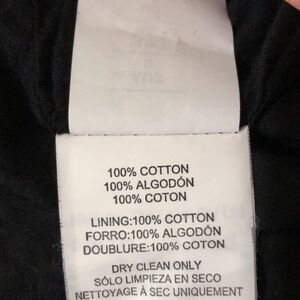 100% COTTON
100% ALGODÓN
100% COTON
LINING:100% COTTON
FORRO:100% COTTON
DOUBLURE:100% COTON
DRY CLEAN ONLY
SÓLO LIMPIEZA EN SECO
NETTOYAGE À SEC UNIQUEMENT